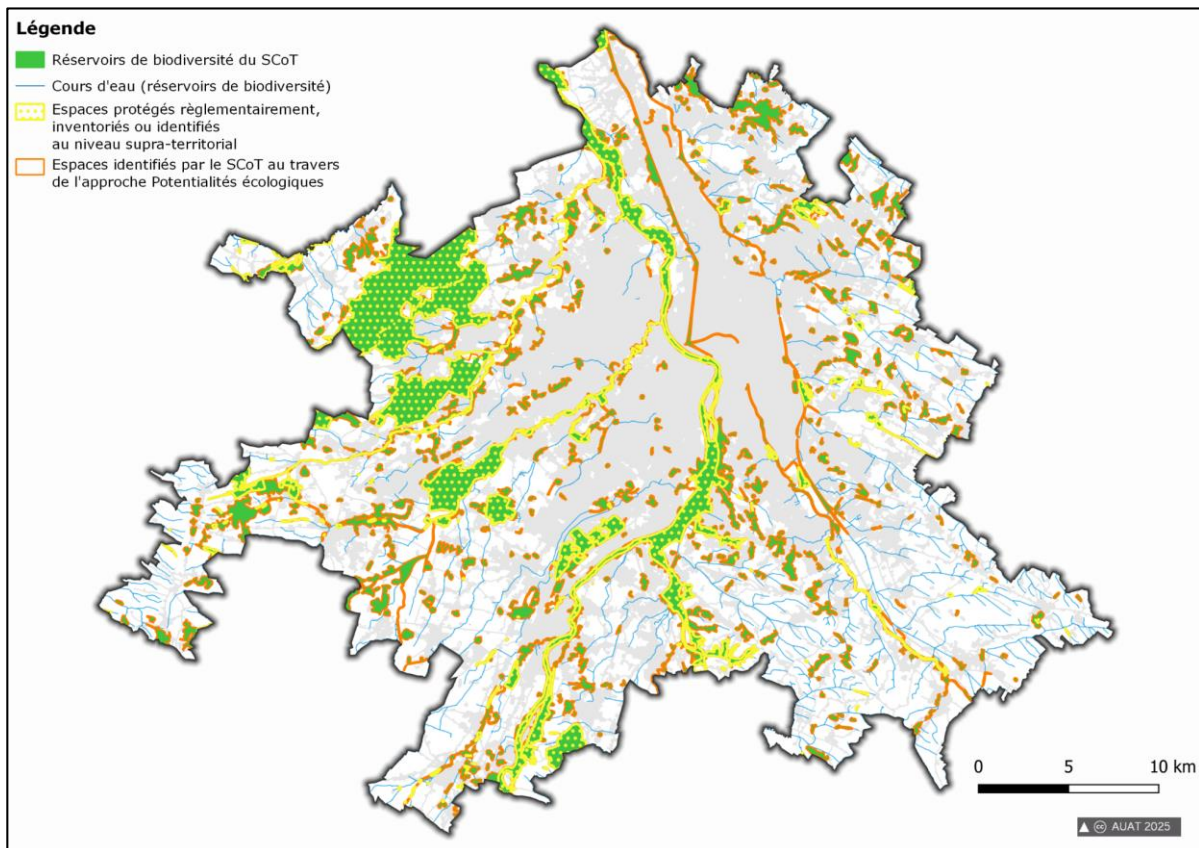 Légende
Réservoirs de biodiversité du SCoT
Cours d'eau (réservoirs de biodiversité)
Espaces protégés règlementairement,
inventoriés ou identifiés
au niveau supra-territorial
Espaces identifiés par le SCoT au travers
de l'approche Potentialités écologiques
0 5 10 km
cc AUAT 2025